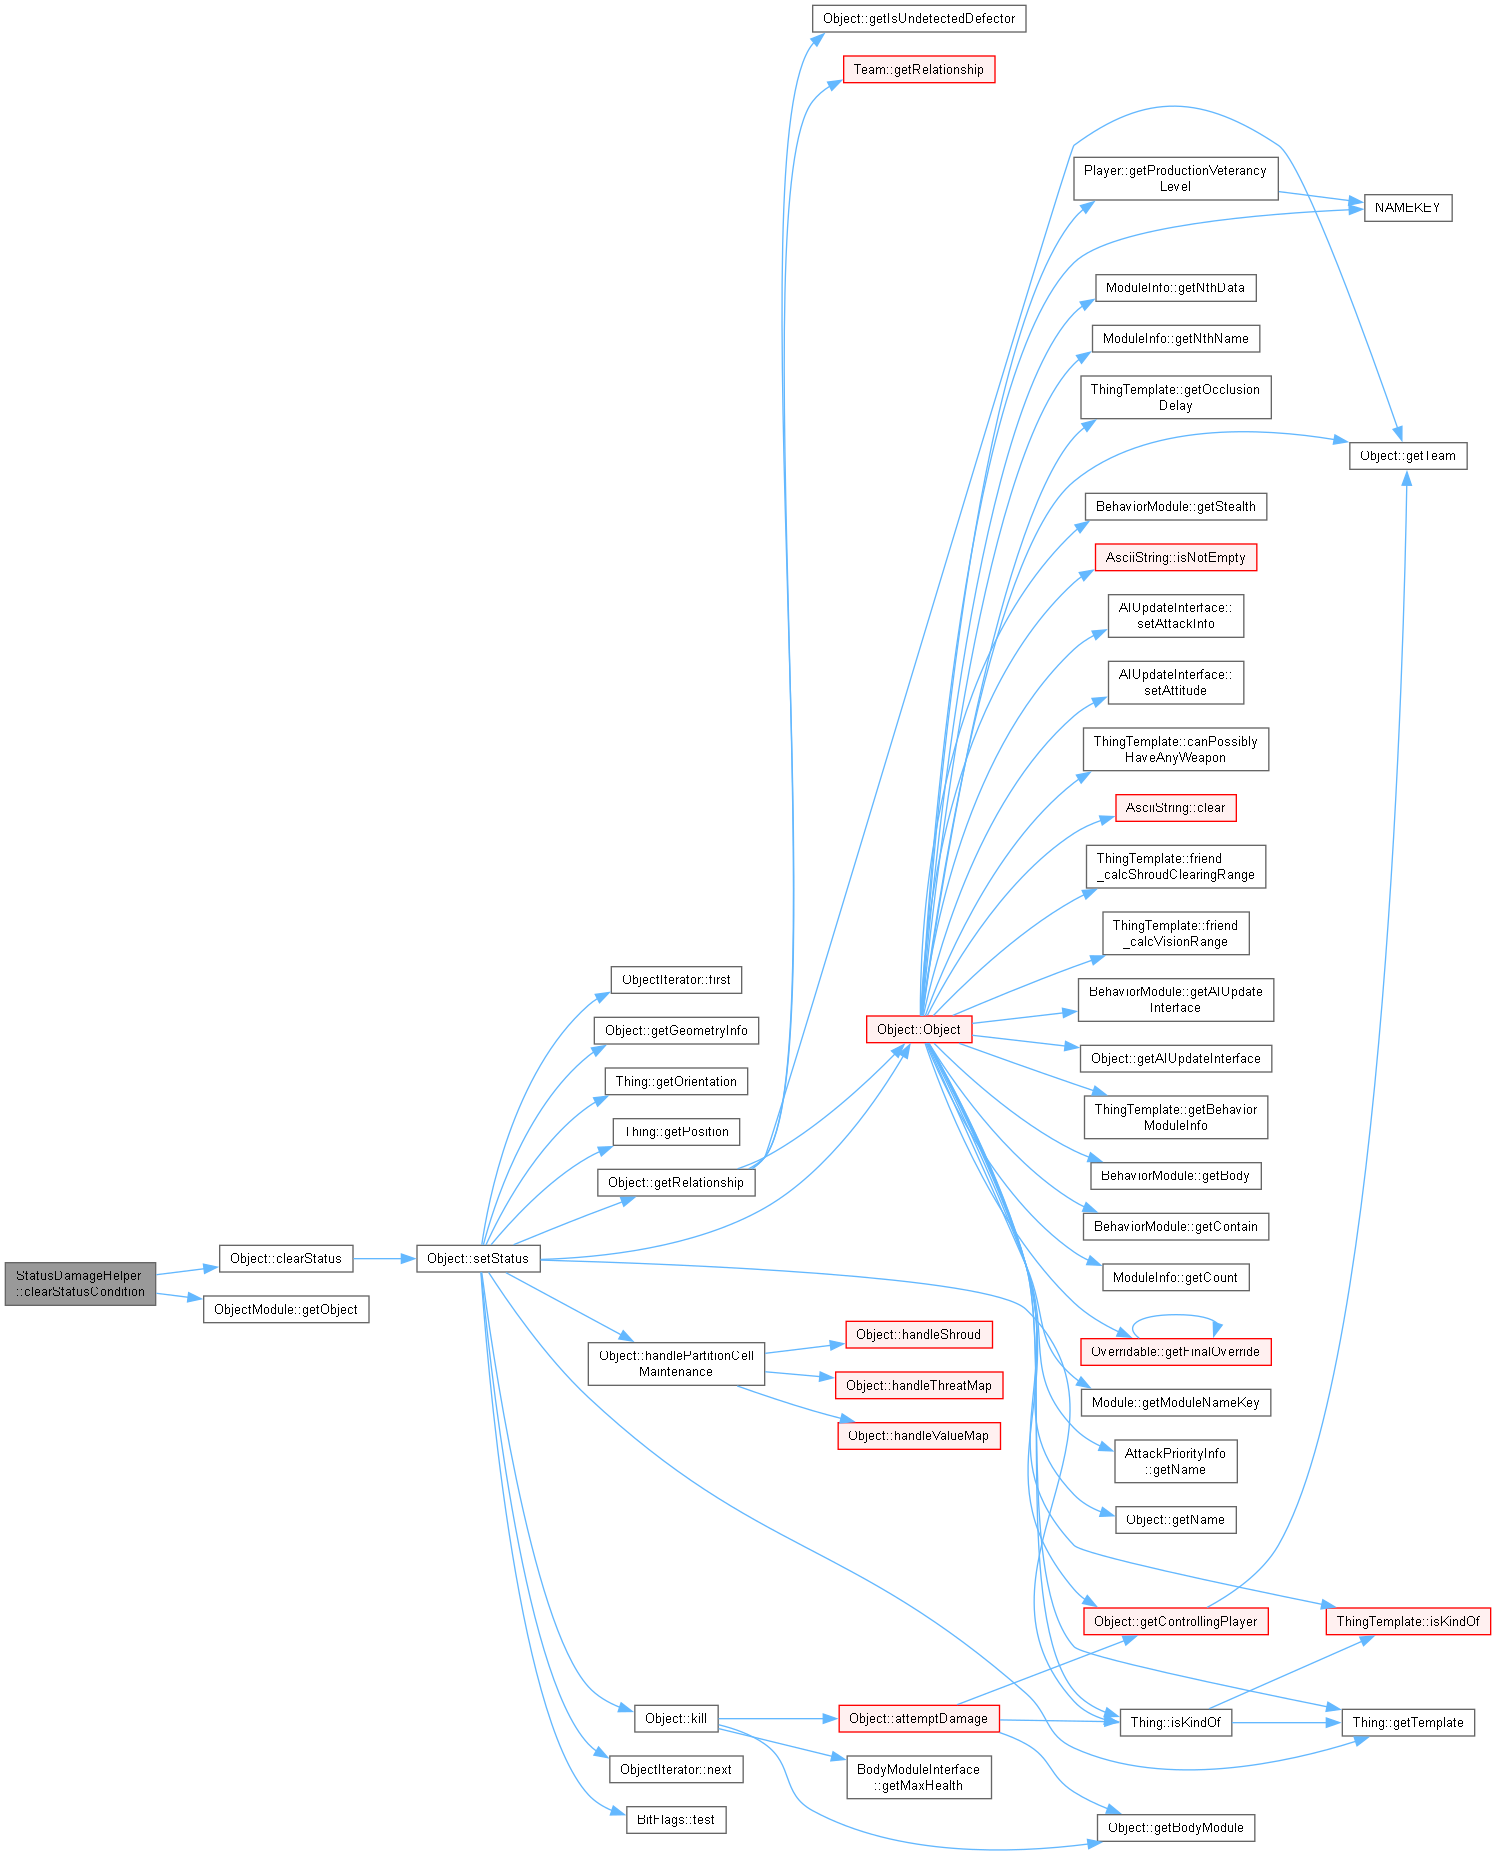 Object::getIsUndetectedDefector
Team::getRelationship
Player::getProductionVeterancy
Level
NAMEKEY
ModuleInfo::getNthData
ModuleInfo::getNthName
ThingTemplate::getOcclusion
Delay
Object::getTeam
BehaviorModule::getStealth
AsciiString::isNotEmpty
AIUpdateInterface::
setAttackInfo
AIUpdateInterface::
setAttitude
ThingTemplate::canPossibly
HaveAnyWeapon
AsciiString::clear
ThingTemplate::friend
_calcShroudClearingRange
ThingTemplate::friend
_calcVisionRange
ObjectIterator::first
BehaviorModule::getAIUpdate
Interface
Object::getGeometryInfo
Object::Object
Object::getAIUpdateInterface
Thing::getOrientation
ThingTemplate::getBehavior
ModuleInfo
Thing::getPosition
Object::getRelationship
BehaviorModule::getBody
BehaviorModule::getContain
Object::clearStatus
Object::setStatus
StatusDamageHelper
::clearStatusCondition
ObjectModule::getObject
ModuleInfo::getCount
Object::handleShroud
Object::handlePartitionCell
Maintenance
Overridable::getFinalOverride
Object::handleThreatMap
Module::getModuleNameKey
Object::handleValueMap
AttackPriorityInfo
::getName
Object::getName
Object::getControllingPlayer
ThingTemplate::isKindOf
Object::kill
Object::attemptDamage
Thing::isKindOf
Thing::getTemplate
ObjectIterator::next
BodyModuleInterface
::getMaxHealth
BitFlags::test
Object::getBodyModule